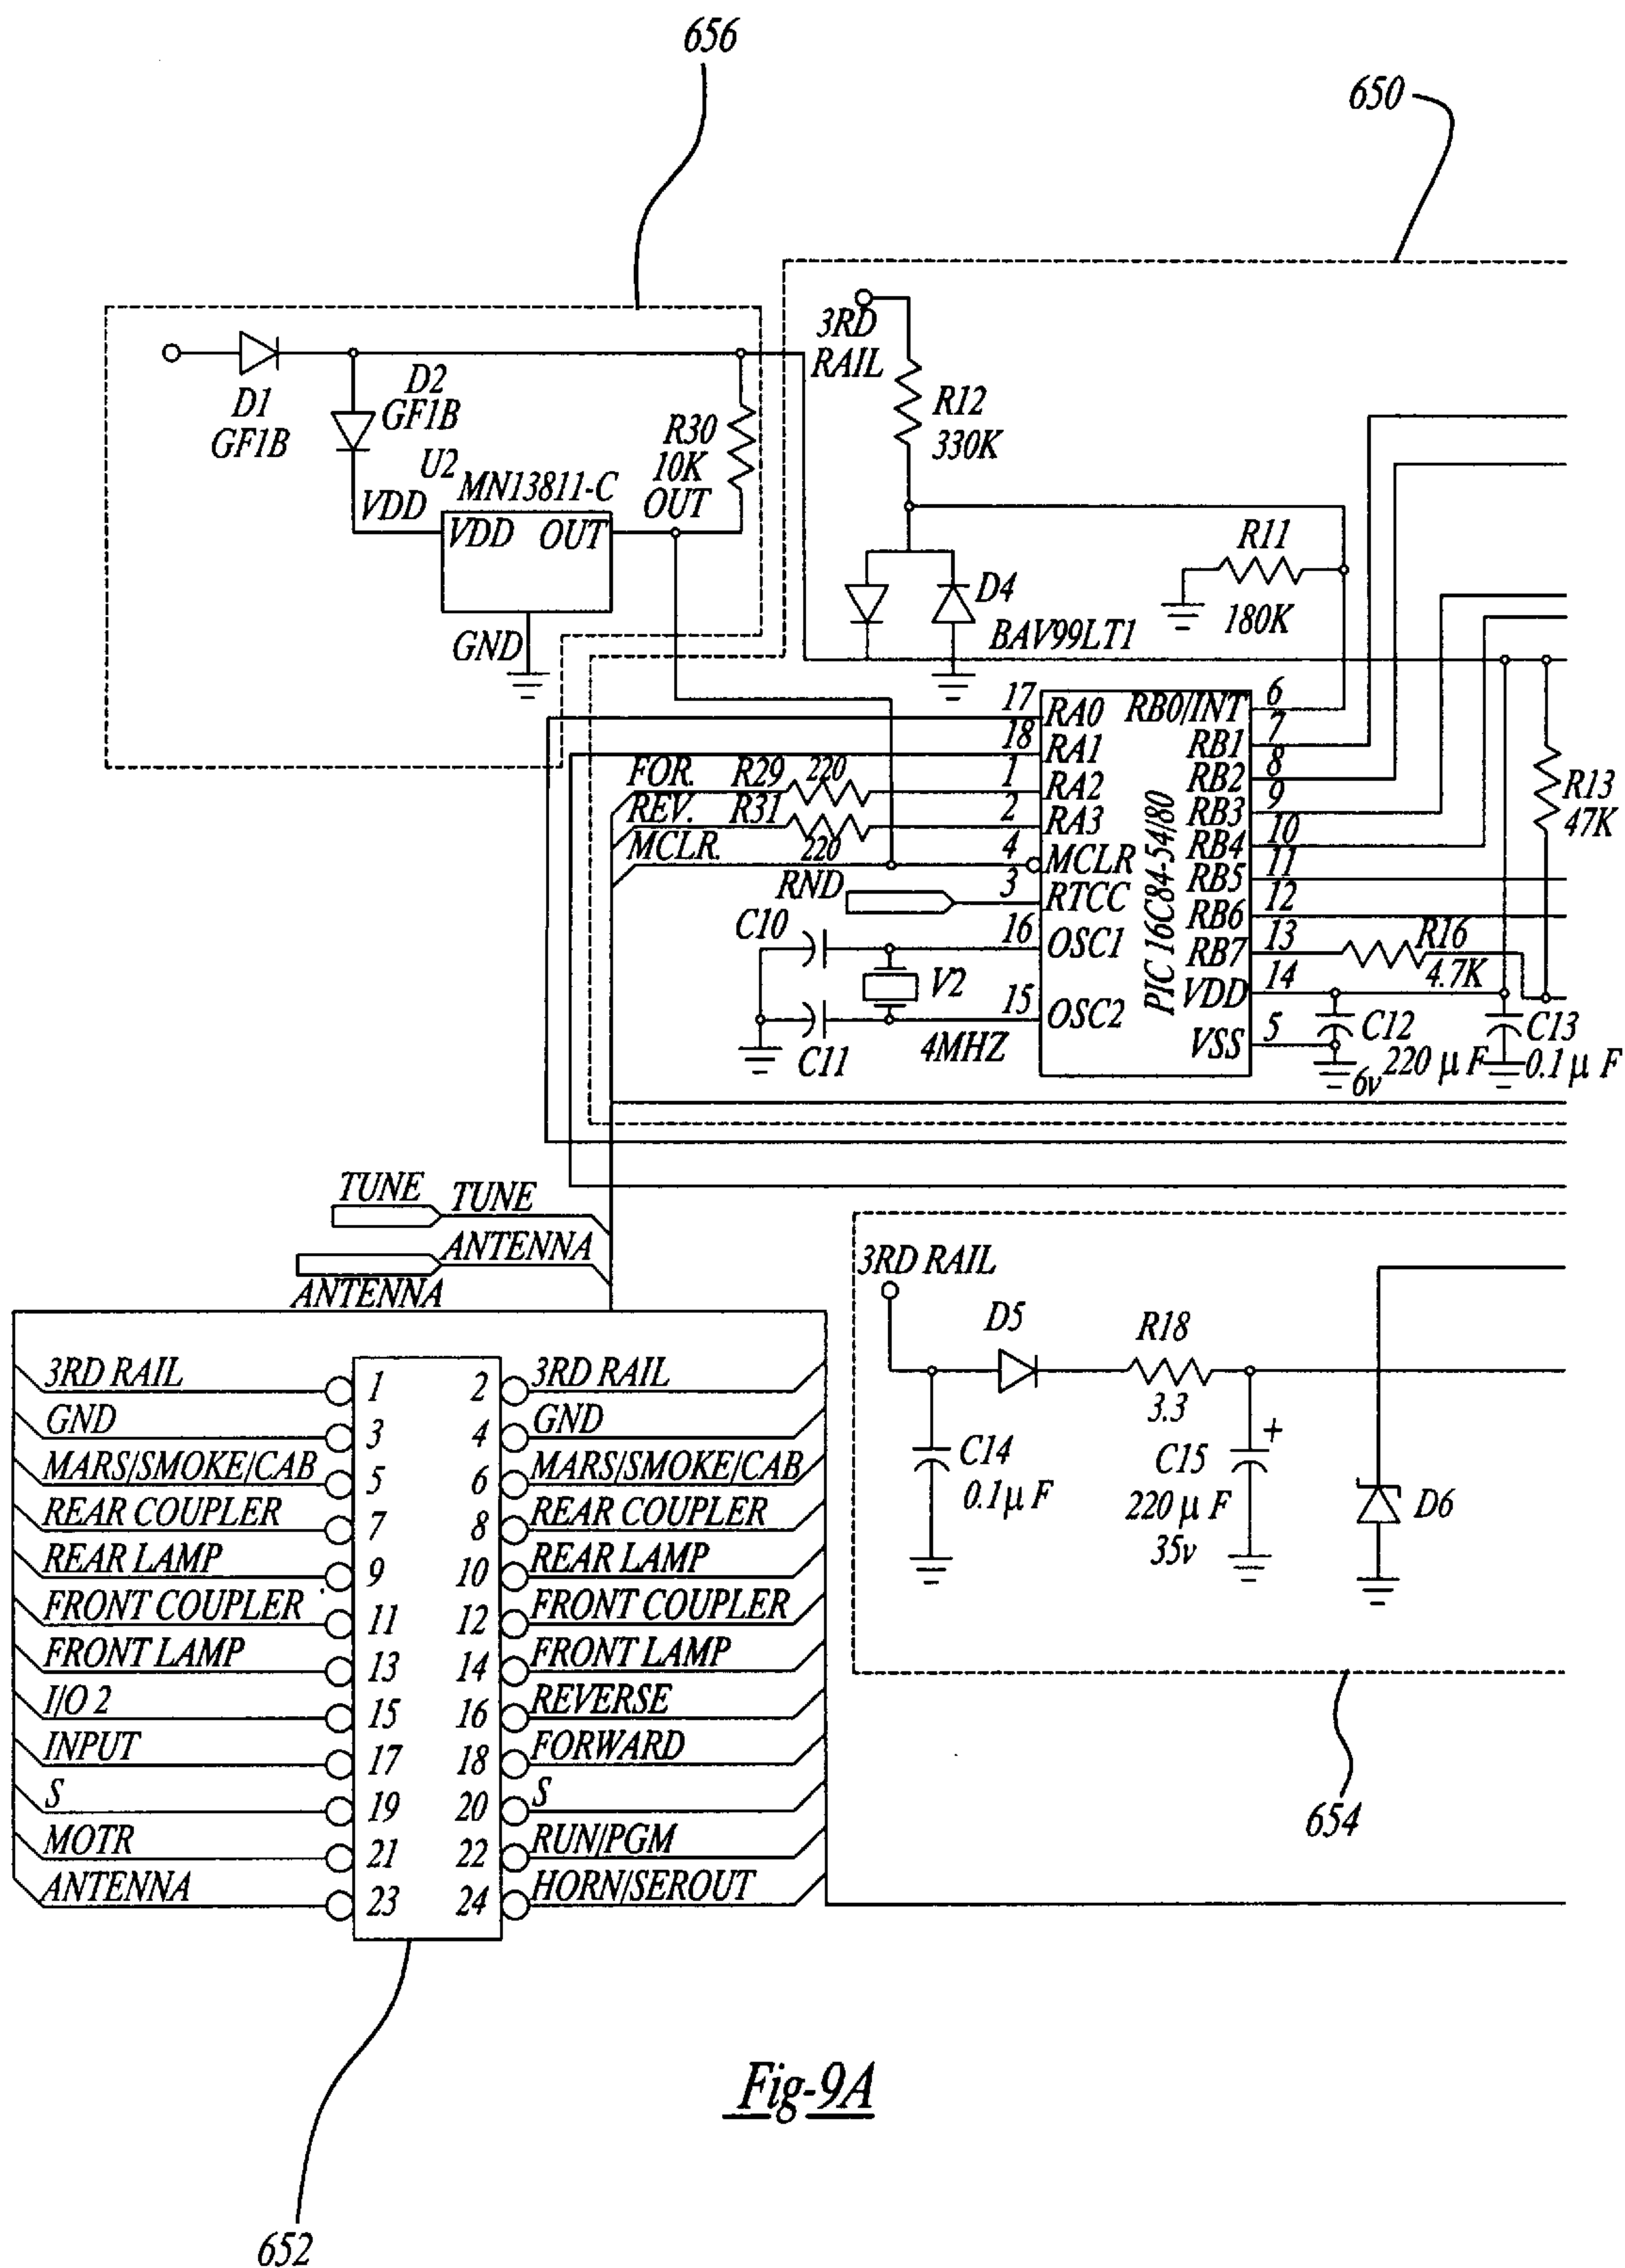 656
650
3RD
RAIL
D1
GF1B
D2
GF1B
R30
10K
R12
330K
U2
MN13811-C
OUT
VDD
VDD OUT
GND
R11
180K
D4
BAV99LT1
17 RA0 RB0/INT 6
18 RA1 RB1 7
FOR. R29 220 1 RA2 RB2 8
REV. R31 220 2 RA3 RB3 9
MCLR. 4 MCLR RB4 10
RND 3 RTCC RB5 11
RB6 12
C10 16 OSC1 RB7 13
R16
4.7K
V2
4MHZ
C11 15 OSC2 VDD 14
VSS 5
PIC 16C84-54/80
R13
47K
C12
220 µ F
6v
C13
0.1 µ F
TUNE TUNE
ANTENNA
ANTENNA
3RD RAIL
D5
R18
3.3
C14
0.1µ F
+
C15
220 µ F
35v
D6
654
3RD RAIL 1 2 3RD RAIL
GND 3 4 GND
MARS/SMOKE/CAB 5 6 MARS/SMOKE/CAB
REAR COUPLER 7 8 REAR COUPLER
REAR LAMP 9 10 REAR LAMP
FRONT COUPLER 11 12 FRONT COUPLER
FRONT LAMP 13 14 FRONT LAMP
I/O 2 15 16 REVERSE
INPUT 17 18 FORWARD
S 19 20 S
MOTR 21 22 RUN/PGM
ANTENNA 23 24 HORN/SEROUT
652
Fig-9A